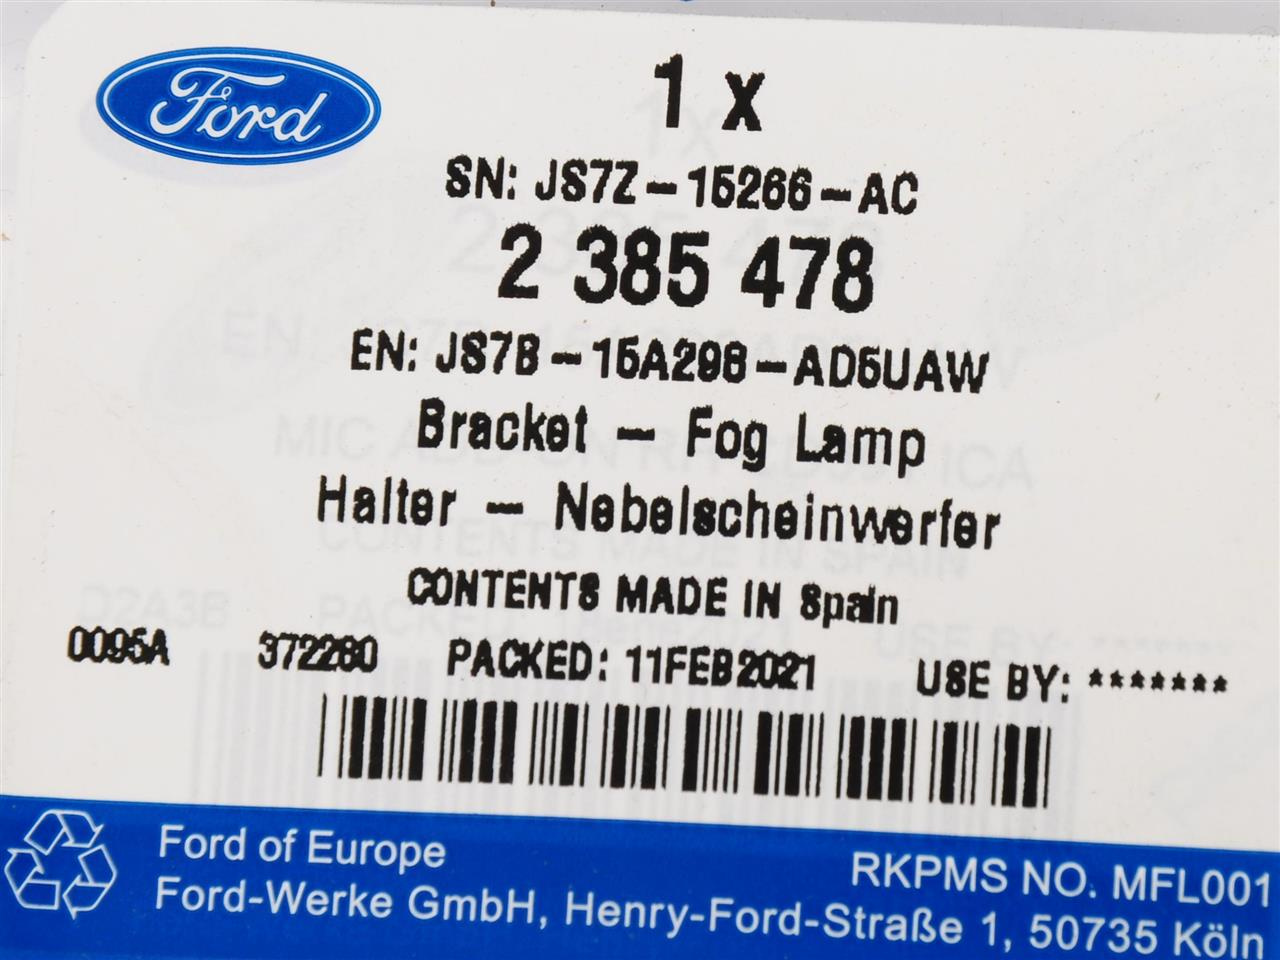 Ford
1 x
SN: JS7Z-15266-AC
2 385 478
EN: JS7B-15A298-AD5UAW
Bracket - Fog Lamp
Halter - Nebelscheinwerfer
CONTENTS MADE IN Spain
0095A 372280 PACKED: 11FEB2021 USE BY: *******
Ford of Europe
Ford-Werke GmbH, Henry-Ford-Straße 1, 50735 Köln
RKPMS NO. MFL001